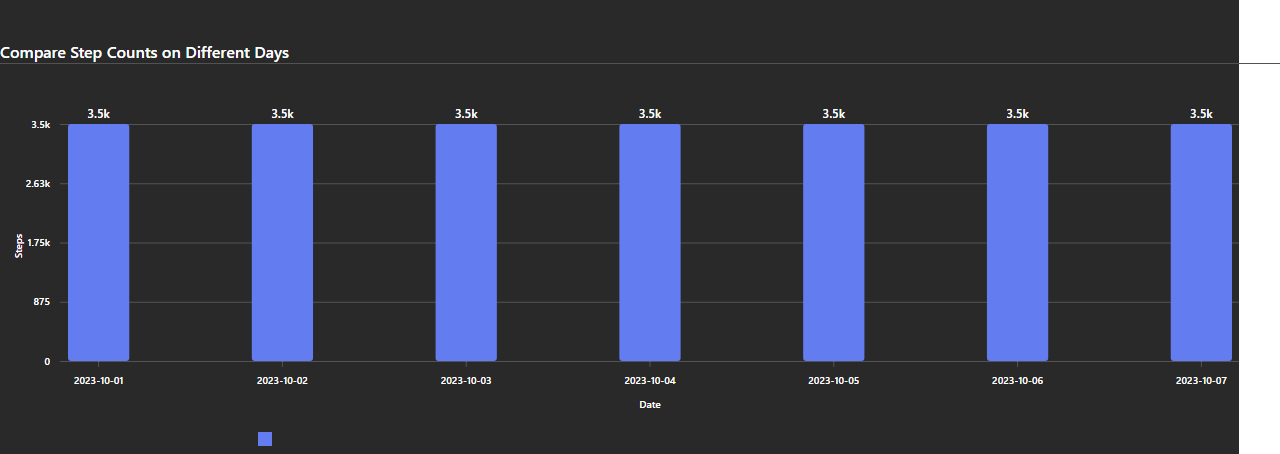 Compare Step Counts on Different Days
3.5k 3.5k 3.5k 3.5k 3.5k 3.5k 3.5k
3.5k
2.63k
1.75k
875
0
Steps
2023-10-01 2023-10-02 2023-10-03 2023-10-04 2023-10-05 2023-10-06 2023-10-07
Date